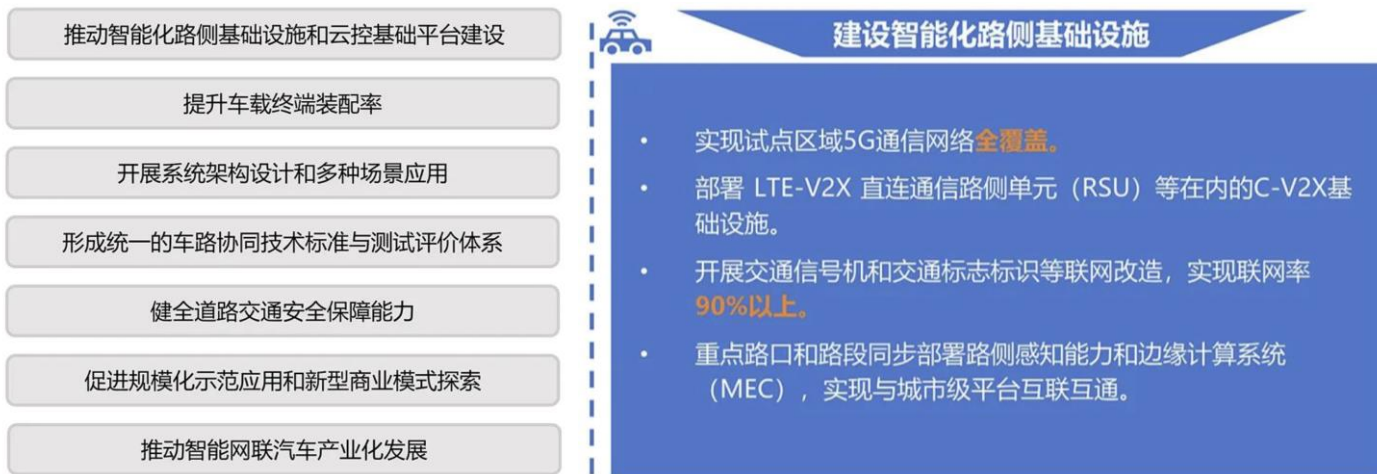 推动智能化路侧基础设施和云控基础平台建设
提升车载终端装配率
开展系统架构设计和多种场景应用
形成统一的车路协同技术标准与测试评价体系
健全道路交通安全保障能力
促进规模化示范应用和新型商业模式探索
推动智能网联汽车产业化发展
建设智能化路侧基础设施
• 实现试点区域5G通信网络全覆盖。
• 部署 LTE-V2X 直连通信路侧单元（RSU）等在内的C-V2X基
础设施。
• 开展交通信号机和交通标志标识等联网改造，实现联网率
90%以上。
• 重点路口和路段同步部署路侧感知能力和边缘计算系统
（MEC），实现与城市级平台互联互通。